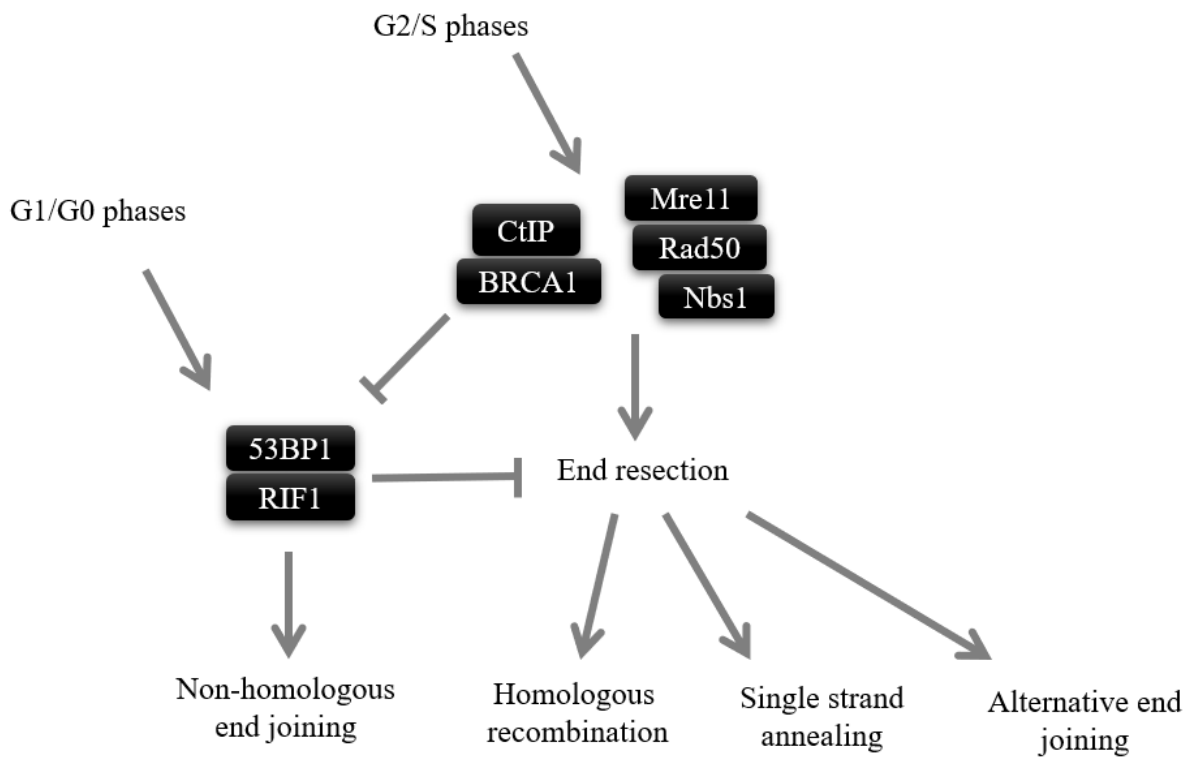 G2/S phases
G1/G0 phases
CtIP
BRCA1
Mre11
Rad50
Nbs1
53BP1
RIF1
End resection
Non-homologous
end joining
Homologous
recombination
Single strand
annealing
Alternative end
joining